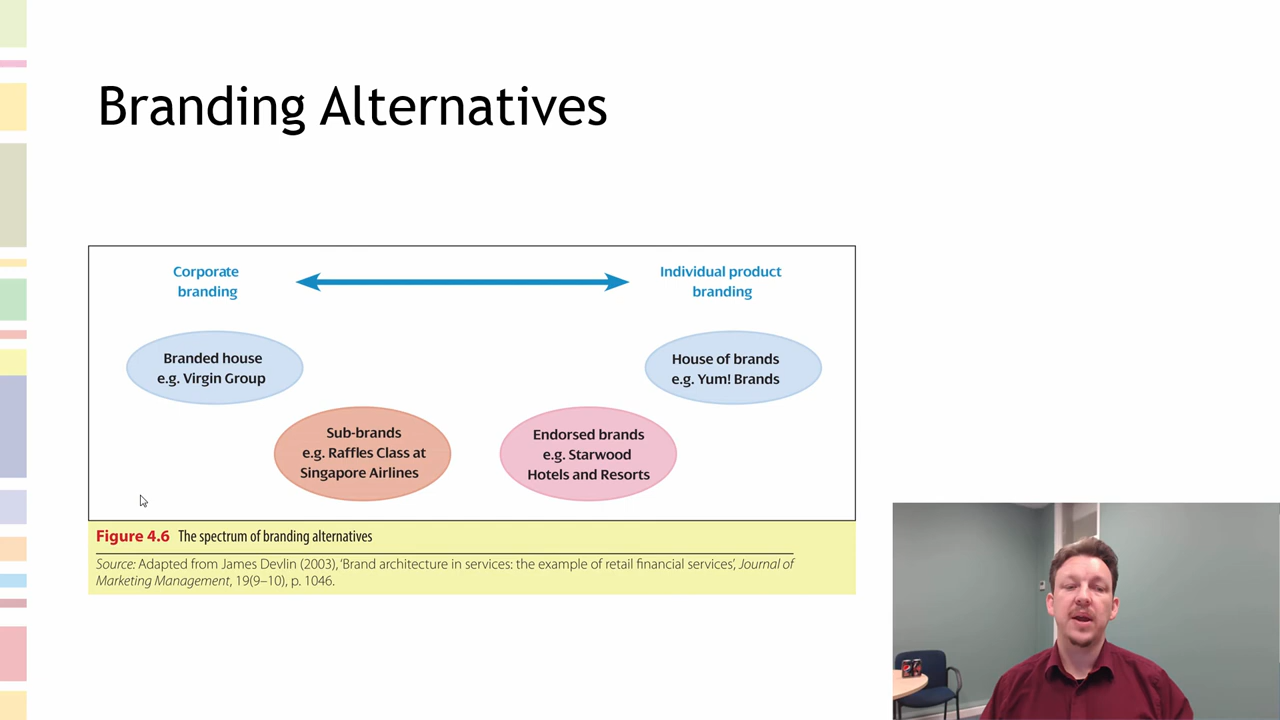 Branding Alternatives
Corporate
branding
Individual product
branding
Branded house
e.g. Virgin Group
House of brands
e.g. Yum! Brands
Sub-brands
e.g. Raffles Class at
Singapore Airlines
Endorsed brands
e.g. Starwood
Hotels and Resorts
Figure 4.6 The spectrum of branding alternatives
Source: Adapted from James Devlin (2003), ‘Brand architecture in services: the example of retail financial services’, Journal of
Marketing Management, 19(9–10), p. 1046.